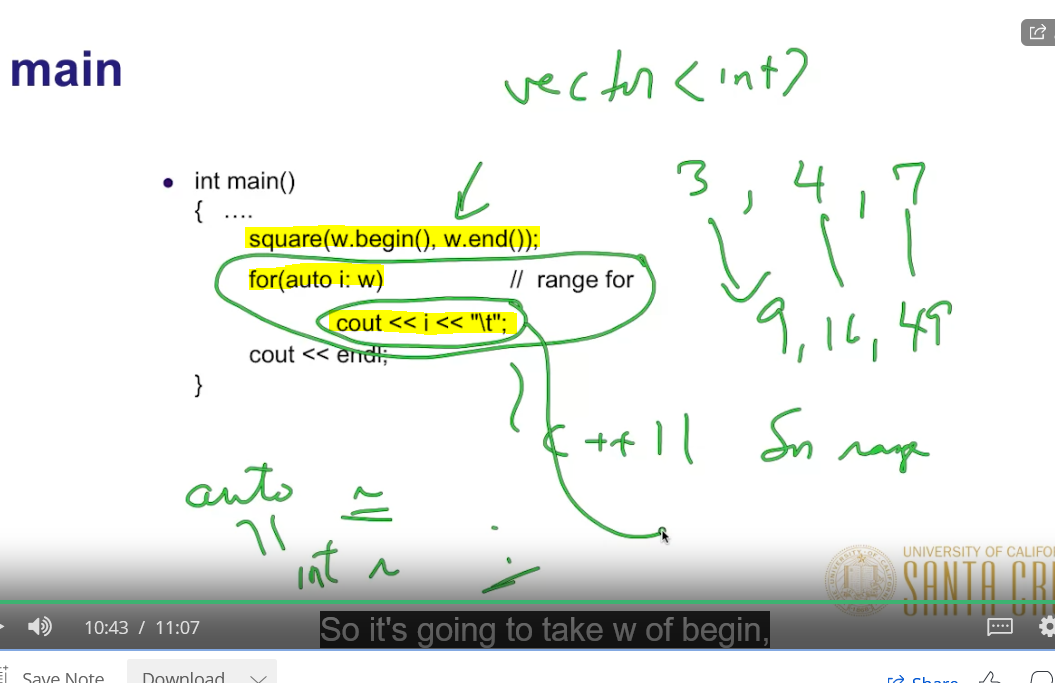 main
vector<int>
3, 4, 7
int main()
{ ....
square(w.begin(), w.end());
for(auto i: w) // range for
cout << i << "\t";
cout << endl;
}
9, 16, 49
C++11 for range
auto
int
UNIVERSITY OF CALIFO
SANTA CR
10:43 / 11:07
So it's going to take w of begin,
Save Note
Download
Share